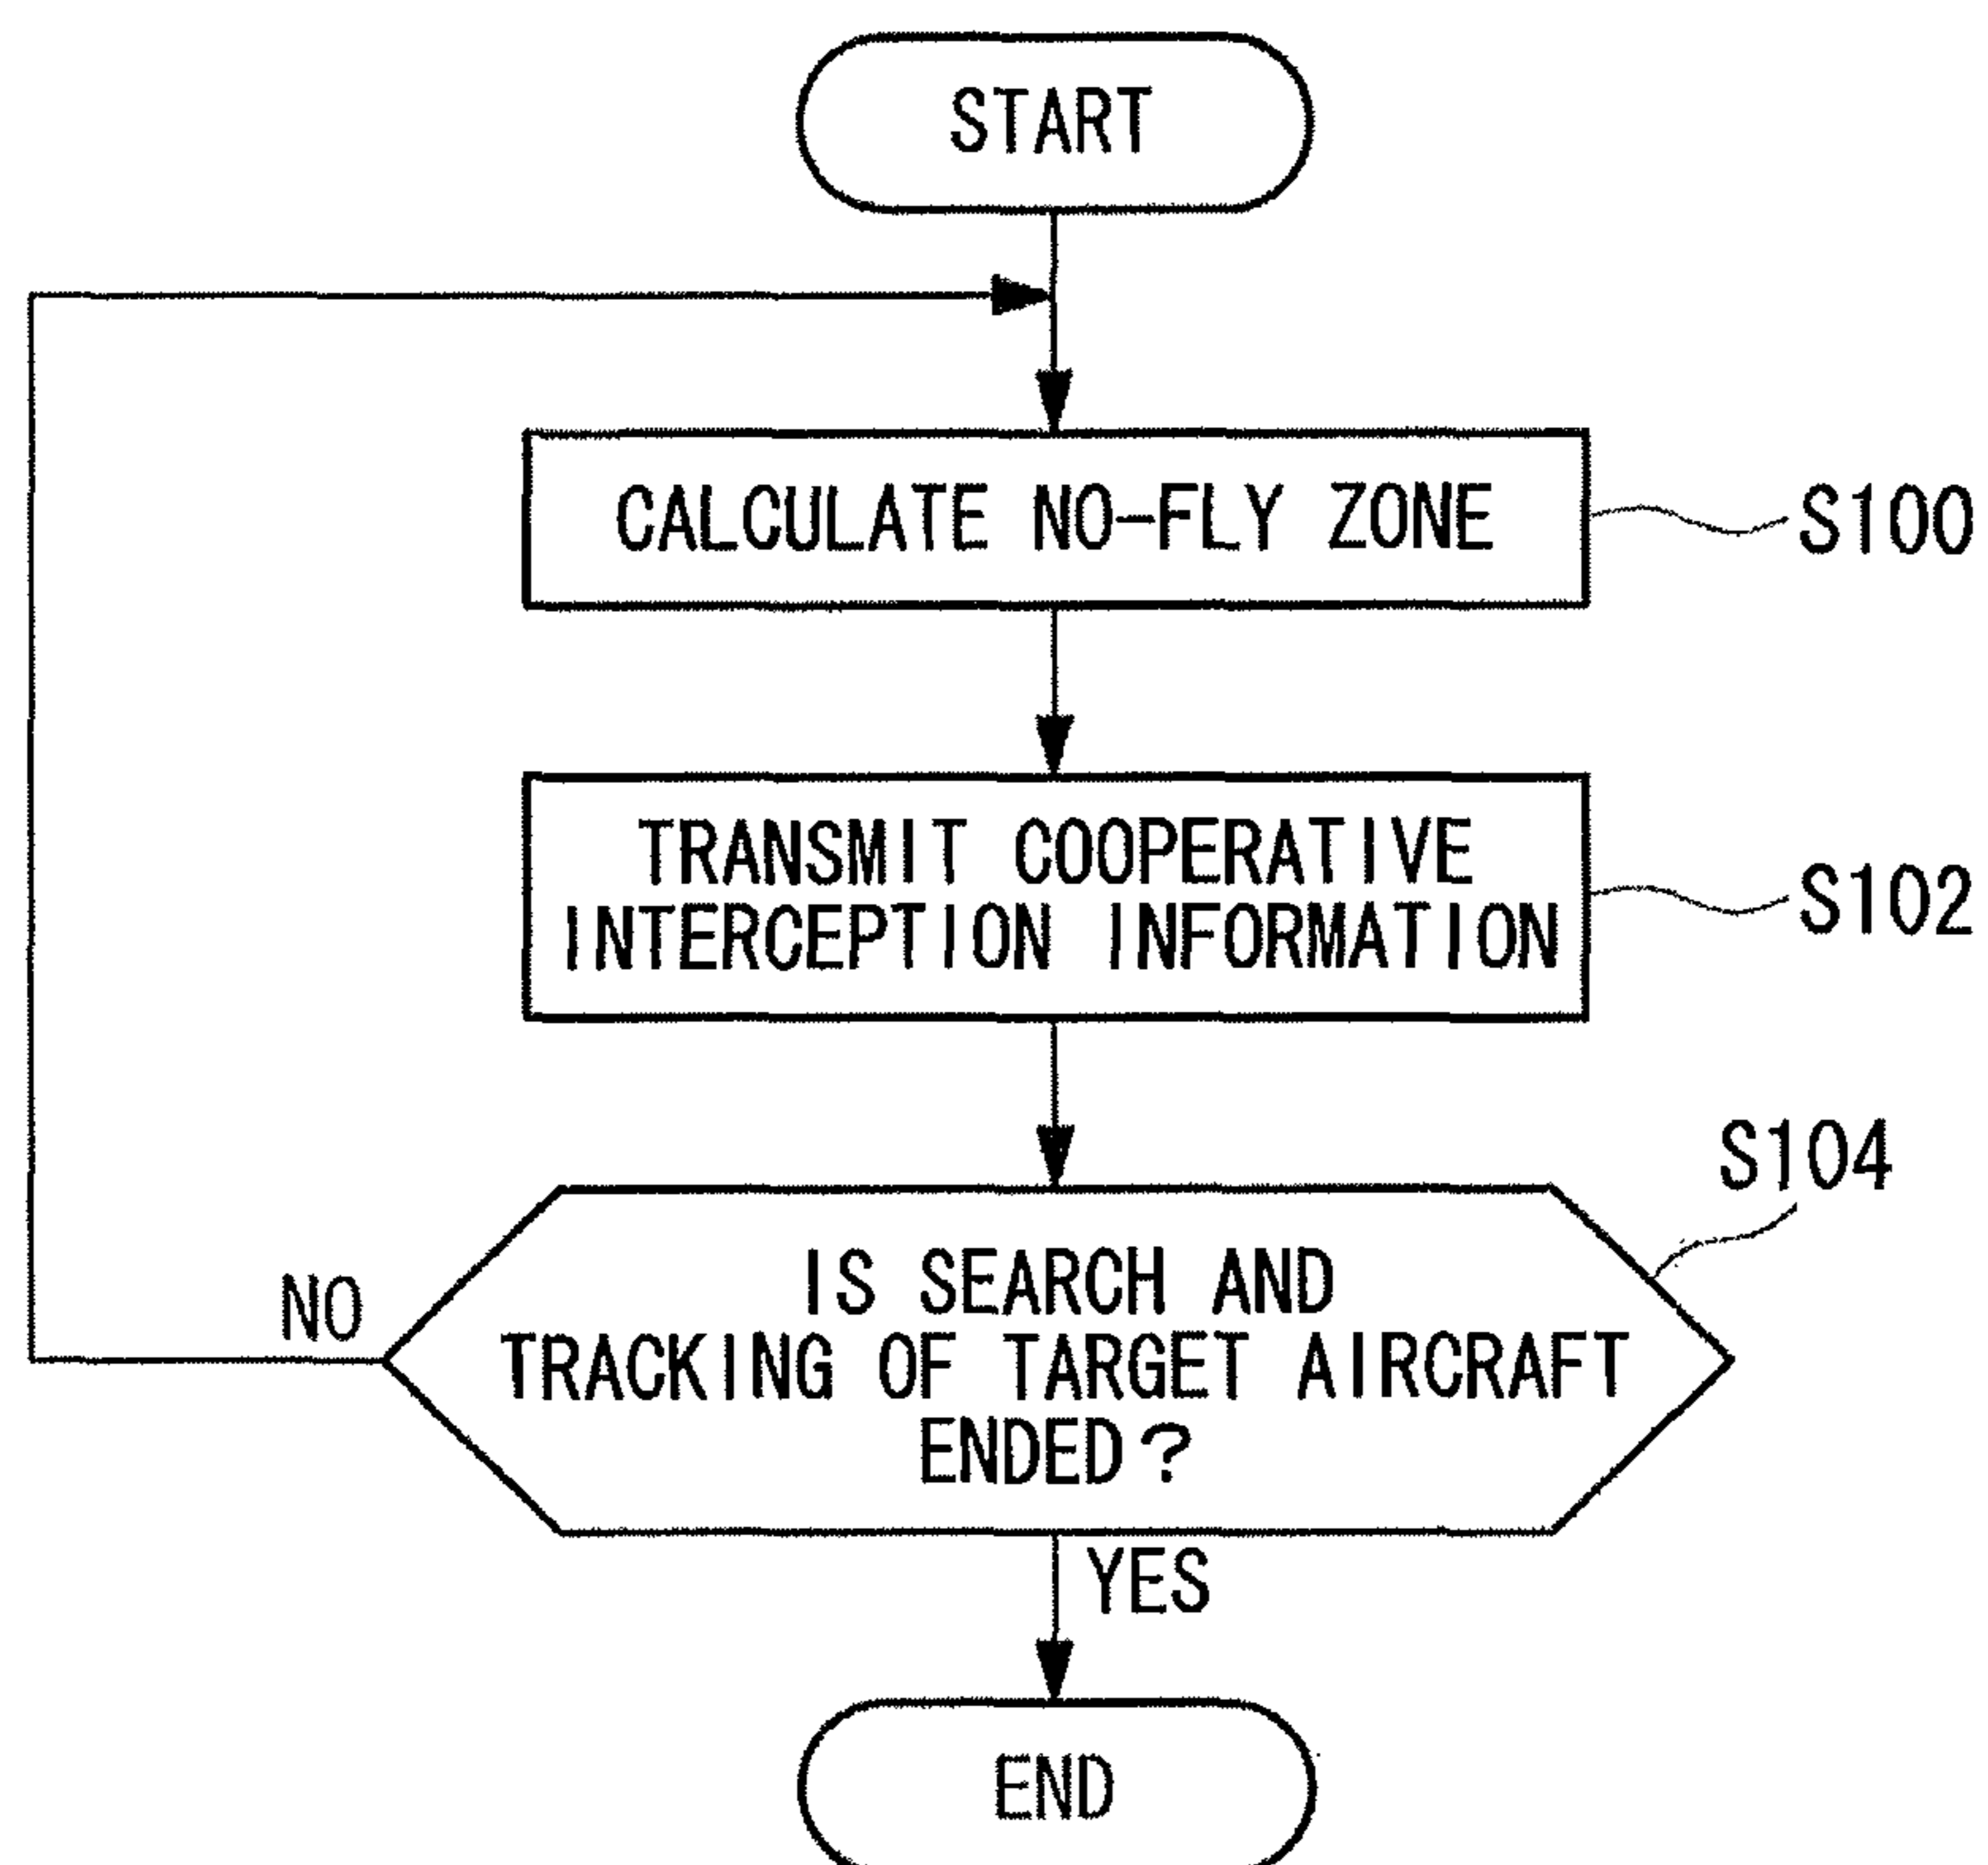 START
CALCULATE NO-FLY ZONE
S100
TRANSMIT COOPERATIVE
INTERCEPTION INFORMATION
S102
S104
IS SEARCH AND
TRACKING OF TARGET AIRCRAFT
ENDED?
NO
YES
END